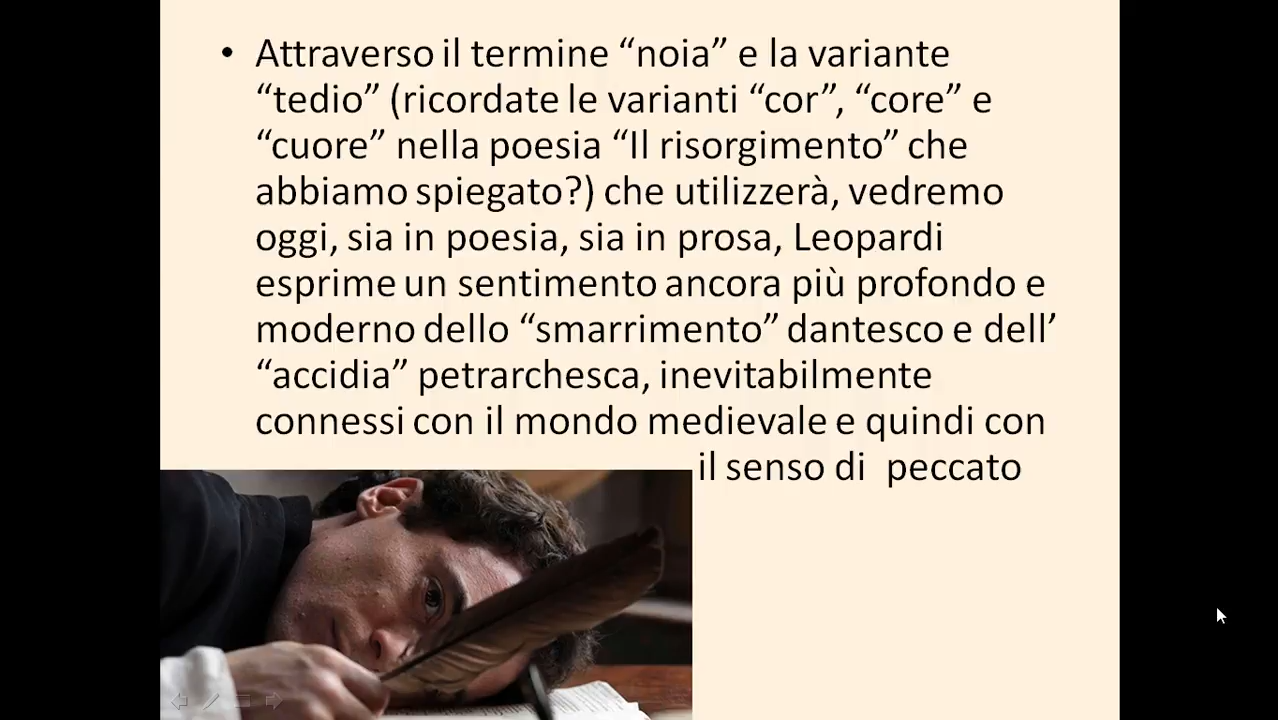 • Attraverso il termine “noia” e la variante
“tedio” (ricordate le varianti “cor”, “core” e
“cuore” nella poesia “Il risorgimento” che
abbiamo spiegato?) che utilizzerà, vedremo
oggi, sia in poesia, sia in prosa, Leopardi
esprime un sentimento ancora più profondo e
moderno dello “smarrimento” dantesco e dell’
“accidia” petrarchesca, inevitabilmente
connessi con il mondo medievale e quindi con
il senso di  peccato